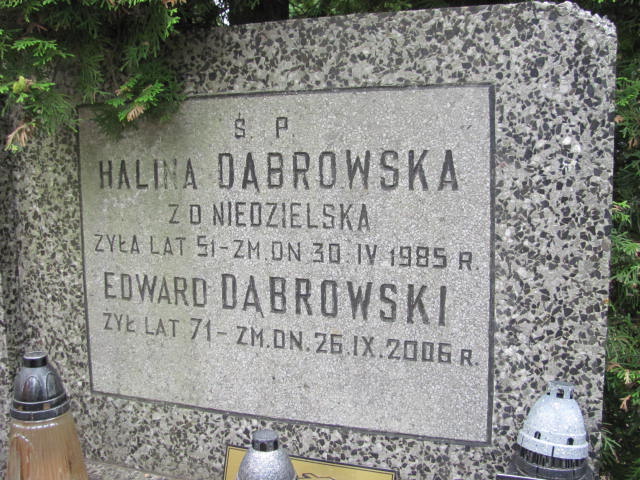 Ś. P.
HALINA DĄBROWSKA
Z D NIEDZIELSKA
ŻYŁA LAT 51 - ZM. DN 30. IV 1985 R.
EDWARD DĄBROWSKI
ŻYŁ LAT 71 - ZM. DN. 26. IX. 2006 R.